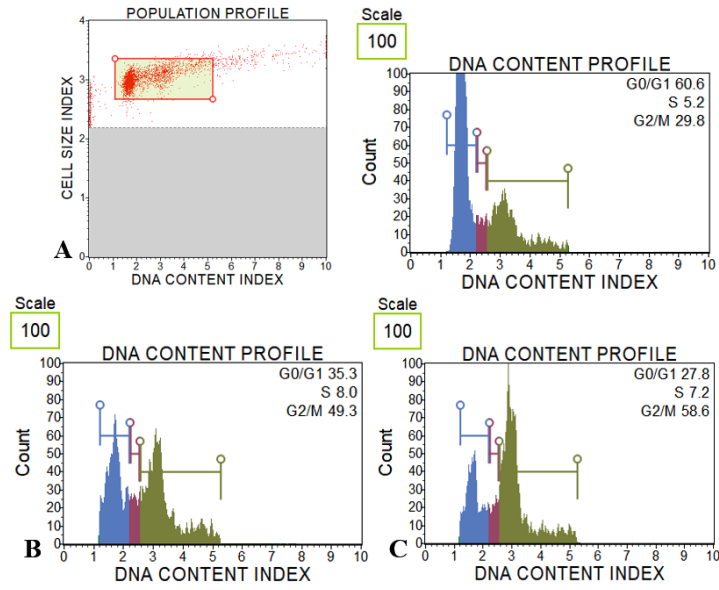 POPULATION PROFILE
CELL SIZE INDEX
4
3
2
1
0
0 1 2 3 4 5 6 7 8 9 10
DNA CONTENT INDEX
A
Scale
100
DNA CONTENT PROFILE
G0/G1 60.6
S 5.2
G2/M 29.8
Count
100
90
80
70
60
50
40
30
20
10
0
0 1 2 3 4 5 6 7 8 9 10
DNA CONTENT INDEX
Scale
100
DNA CONTENT PROFILE
G0/G1 35.3
S 8.0
G2/M 49.3
Count
100
90
80
70
60
50
40
30
20
10
0
0 1 2 3 4 5 6 7 8 9 10
DNA CONTENT INDEX
B
Scale
100
DNA CONTENT PROFILE
G0/G1 27.8
S 7.2
G2/M 58.6
Count
100
90
80
70
60
50
40
30
20
10
0
0 1 2 3 4 5 6 7 8 9 10
DNA CONTENT INDEX
C